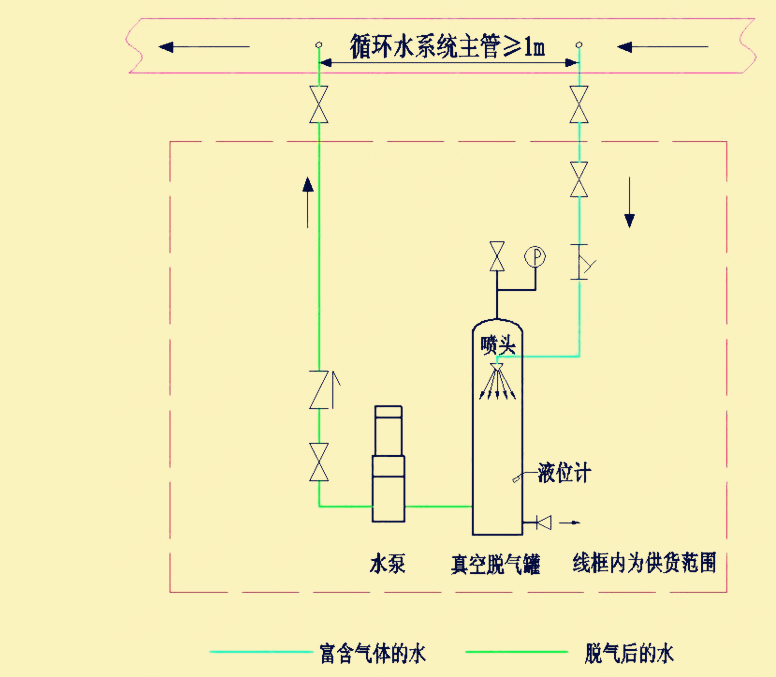 循环水系统主管≥1m
P
喷头
液位计
水泵
真空脱气罐
线框内为供货范围
富含气体的水
脱气后的水